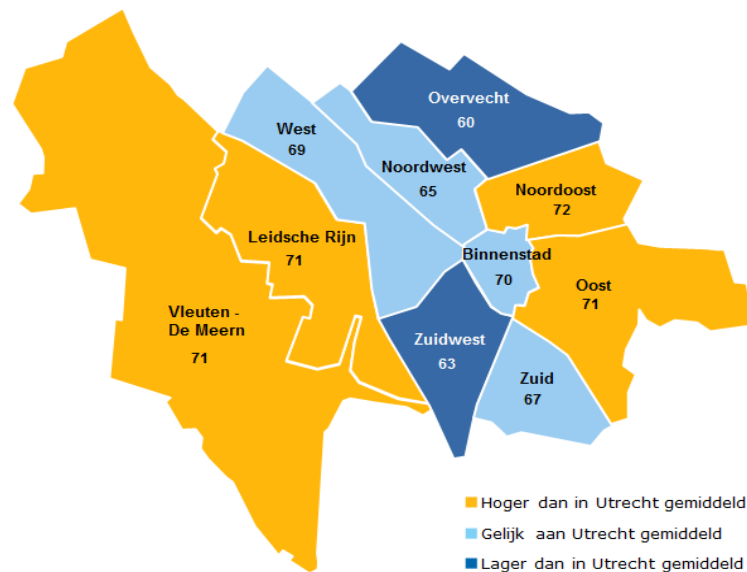 Overvecht
60
West
69
Noordwest
65
Noordoost
72
Leidsche Rijn
71
Binnenstad
70
Oost
71
Vleuten -
De Meern
71
Zuidwest
63
Zuid
67
Hoger dan in Utrecht gemiddeld
Gelijk aan Utrecht gemiddeld
Lager dan in Utrecht gemiddeld